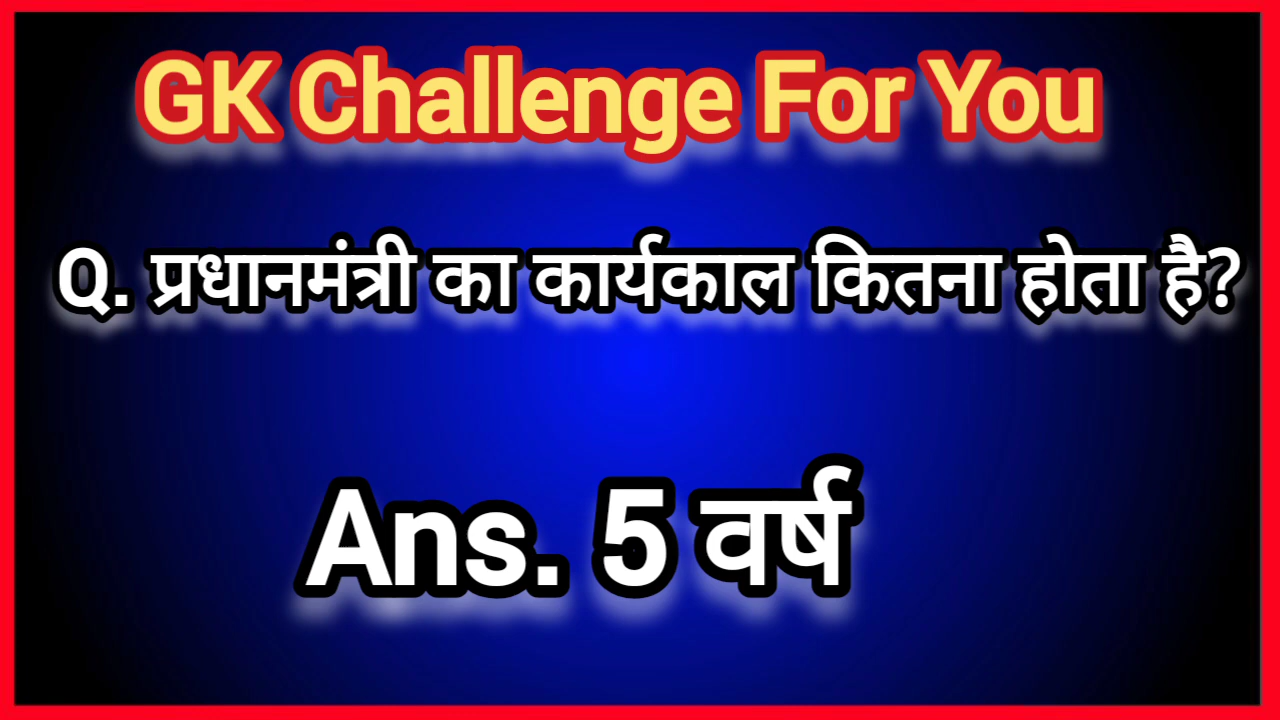 GK Challenge For You
Q. प्रधानमंत्री का कार्यकाल कितना होता है?
Ans. 5 वर्ष